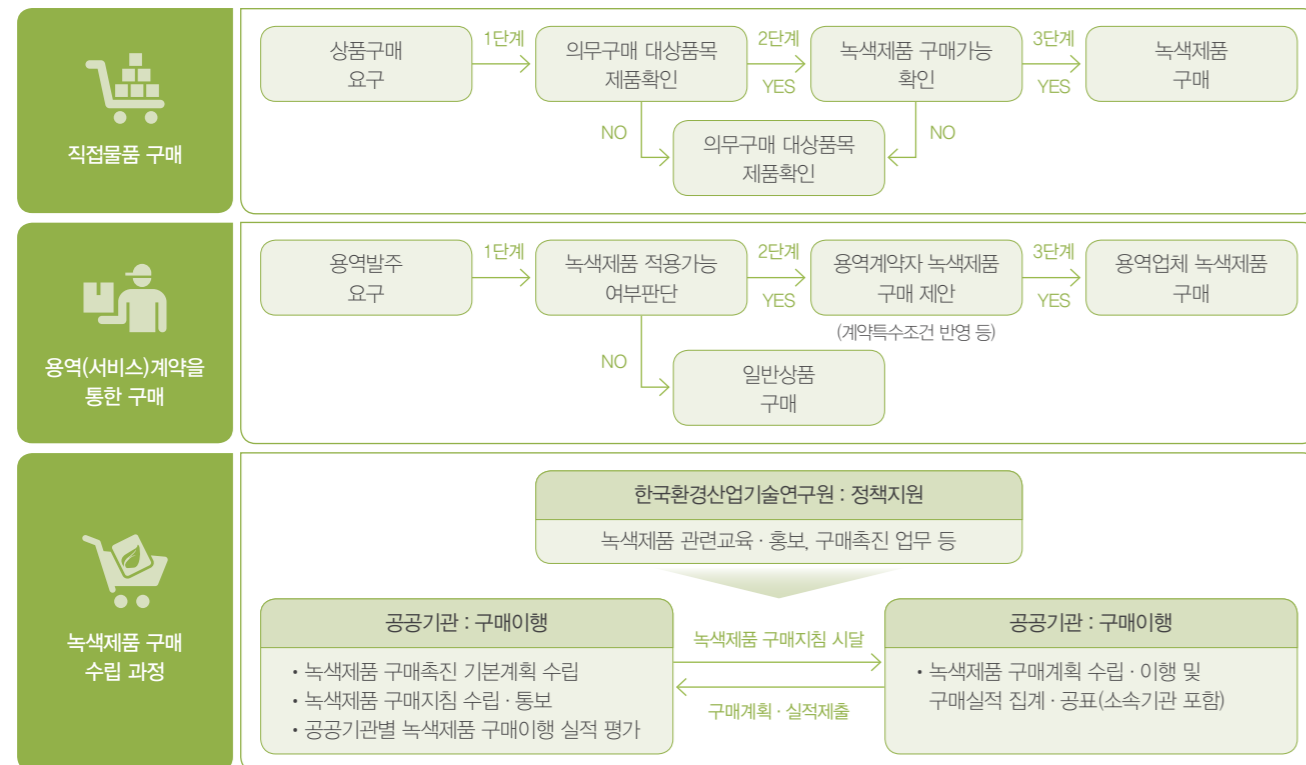 직접물품 구매
상품구매
요구
1단계
의무구매 대상품목
제품확인
2단계
YES
녹색제품 구매가능
확인
3단계
YES
녹색제품
구매
NO
의무구매 대상품목
제품확인
NO
용역(서비스)계약을
통한 구매
용역발주
요구
1단계
녹색제품 적용가능
여부판단
2단계
YES
용역계약자 녹색제품
구매 제안
(계약특수조건 반영 등)
3단계
YES
용역업체 녹색제품
구매
NO
일반상품
구매
녹색제품 구매
수립 과정
한국환경산업기술연구원 : 정책지원
녹색제품 관련교육 · 홍보, 구매촉진 업무 등
공공기관 : 구매이행
• 녹색제품 구매촉진 기본계획 수립
• 녹색제품 구매지침 수립 · 통보
• 공공기관별 녹색제품 구매이행 실적 평가
녹색제품 구매지침 시달
구매계획 · 실적제출
공공기관 : 구매이행
• 녹색제품 구매계획 수립 · 이행 및
구매실적 집계 · 공표(소속기관 포함)